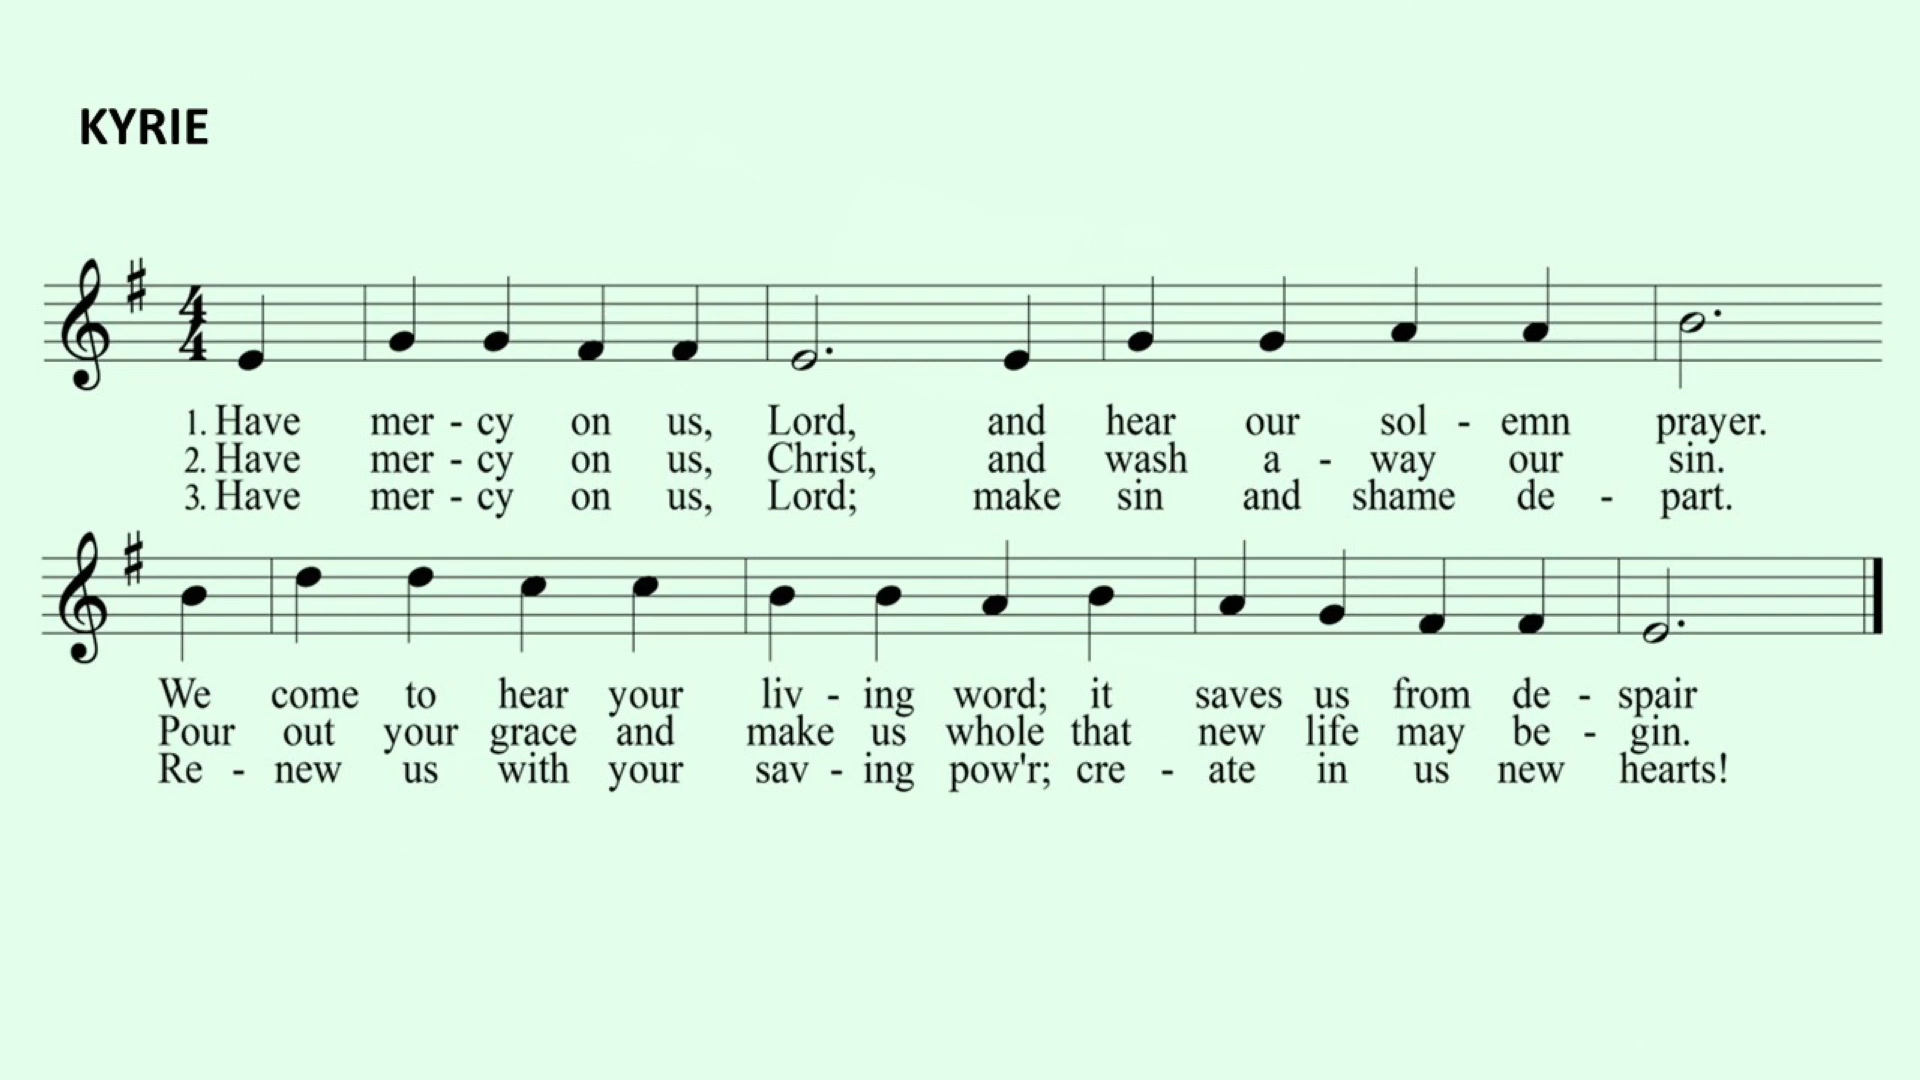 KYRIE
4
4
1. Have mer - cy on us, Lord, and hear our sol - emn prayer.
2. Have mer - cy on us, Christ, and wash a - way our sin.
3. Have mer - cy on us, Lord; make sin and shame de - part.
We come to hear your liv - ing word; it saves us from de - spair
Pour out your grace and make us whole that new life may be - gin.
Re - new us with your sav - ing pow'r; cre - ate in us new hearts!